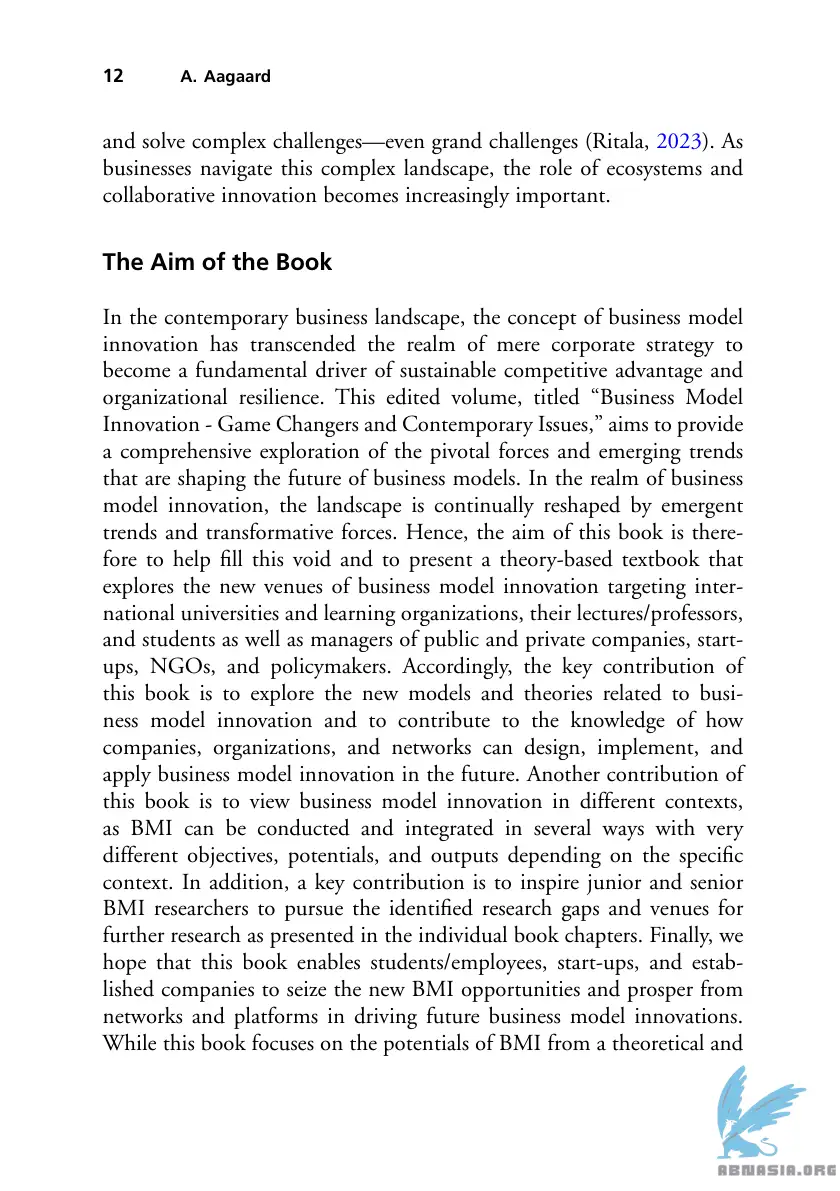 12 A. Aagaard
and solve complex challenges—even grand challenges (Ritala, 2023). As
businesses navigate this complex landscape, the role of ecosystems and
collaborative innovation becomes increasingly important.
The Aim of the Book
In the contemporary business landscape, the concept of business model
innovation has transcended the realm of mere corporate strategy to
become a fundamental driver of sustainable competitive advantage and
organizational resilience. This edited volume, titled “Business Model
Innovation - Game Changers and Contemporary Issues,” aims to provide
a comprehensive exploration of the pivotal forces and emerging trends
that are shaping the future of business models. In the realm of business
model innovation, the landscape is continually reshaped by emergent
trends and transformative forces. Hence, the aim of this book is there-
fore to help fill this void and to present a theory-based textbook that
explores the new venues of business model innovation targeting inter-
national universities and learning organizations, their lectures/professors,
and students as well as managers of public and private companies, start-
ups, NGOs, and policymakers. Accordingly, the key contribution of
this book is to explore the new models and theories related to busi-
ness model innovation and to contribute to the knowledge of how
companies, organizations, and networks can design, implement, and
apply business model innovation in the future. Another contribution of
this book is to view business model innovation in different contexts,
as BMI can be conducted and integrated in several ways with very
different objectives, potentials, and outputs depending on the specific
context. In addition, a key contribution is to inspire junior and senior
BMI researchers to pursue the identified research gaps and venues for
further research as presented in the individual book chapters. Finally, we
hope that this book enables students/employees, start-ups, and estab-
lished companies to seize the new BMI opportunities and prosper from
networks and platforms in driving future business model innovations.
While this book focuses on the potentials of BMI from a theoretical and
ABNASIA.ORG